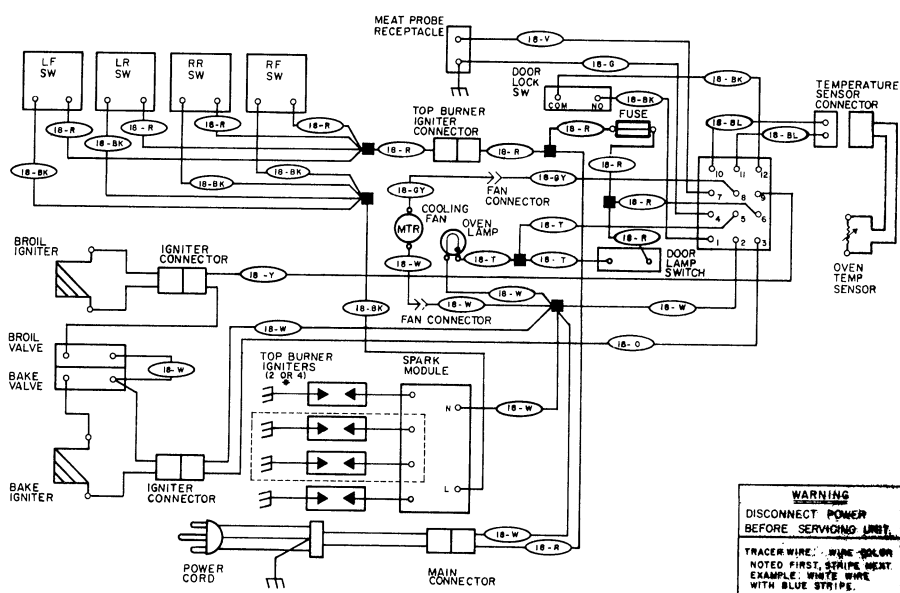 MEAT PROBE
RECEPTACLE
18-V
18-G
LF
SW
LR
SW
RR
SW
RF
SW
DOOR
LOCK
SW
COM
NO
18-BK
18-BK
TEMPERATURE
SENSOR
CONNECTOR
18-BL
18-BL
18-R
18-R
18-R
18-R
TOP BURNER
IGNITER
CONNECTOR
18-R
18-R
18-R
FUSE
18-R
18-BK
18-BK
18-BK
18-BK
10
11
12
7
8
9
4
5
6
1
2
3
18-GY
18-GY
FAN
CONNECTOR
18-R
COOLING
FAN
MTR
OVEN
LAMP
18-T
18-T
18-T
18-R
DOOR
LAMP
SWITCH
OVEN
TEMP
SENSOR
BROIL
IGNITER
IGNITER
CONNECTOR
18-Y
18-W
18-W
18-W
FAN CONNECTOR
18-W
18-BK
18-W
18-O
BROIL
VALVE
BAKE
VALVE
18-W
TOP BURNER
IGNITERS
(2 OR 4)
*
SPARK
MODULE
N
18-W
L
BAKE
IGNITER
IGNITER
CONNECTOR
POWER
CORD
MAIN
CONNECTOR
18-W
18-R
WARNING
DISCONNECT POWER
BEFORE SERVICING UNIT.
TRACER WIRE: WIRE COLOR
NOTED FIRST, STRIPE NEXT.
EXAMPLE: WHITE WIRE
WITH BLUE STRIPE.